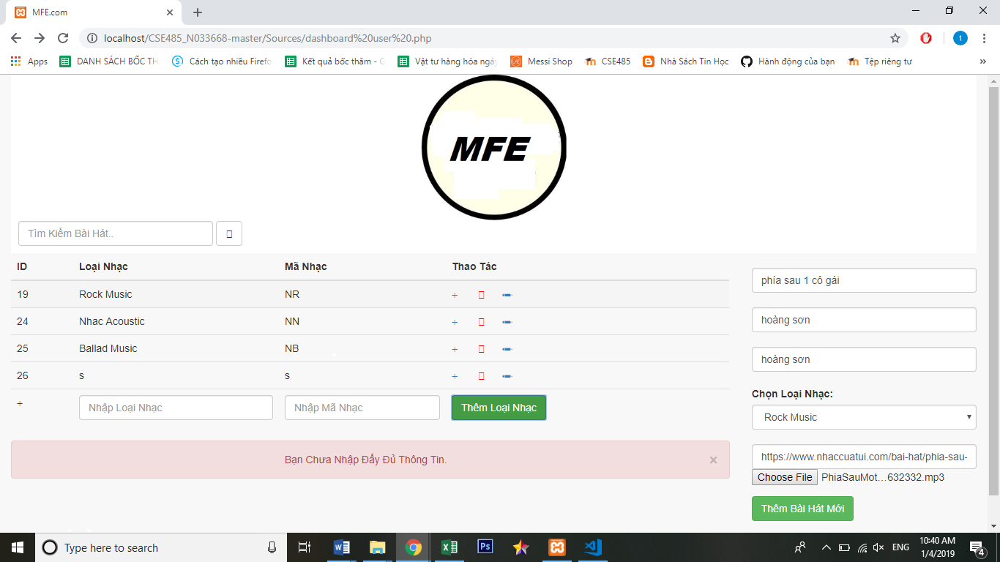 MFE.com
localhost/CSE485_N033668-master/Sources/dashboard%20user%20.php
t
Apps
DANH SÁCH BỐC TH
Cách tạo nhiều Firefo
Kết quả bốc thăm - G
Vật tư hàng hóa ngày
Messi Shop
CSE485
Nhà Sách Tin Học
Hành động của bạn
Tệp riêng tư
»
MFE
Tìm Kiếm Bài Hát..
ID Loại Nhạc Mã Nhạc Thao Tác
19 Rock Music NR +
24 Nhac Acoustic NN +
25 Ballad Music NB +
26 s s +
+ Nhập Loại Nhạc Nhập Mã Nhạc Thêm Loại Nhạc
Bạn Chưa Nhập Đấy Đủ Thông Tin. ×
phía sau 1 cô gái
hoàng sơn
hoàng sơn
Chọn Loại Nhạc:
Rock Music
https://www.nhaccuatui.com/bai-hat/phia-sau-
Choose File PhiaSauMot…632332.mp3
Thêm Bài Hát Mới
Type here to search
Ps
ENG
10:40 AM
1/4/2019
4